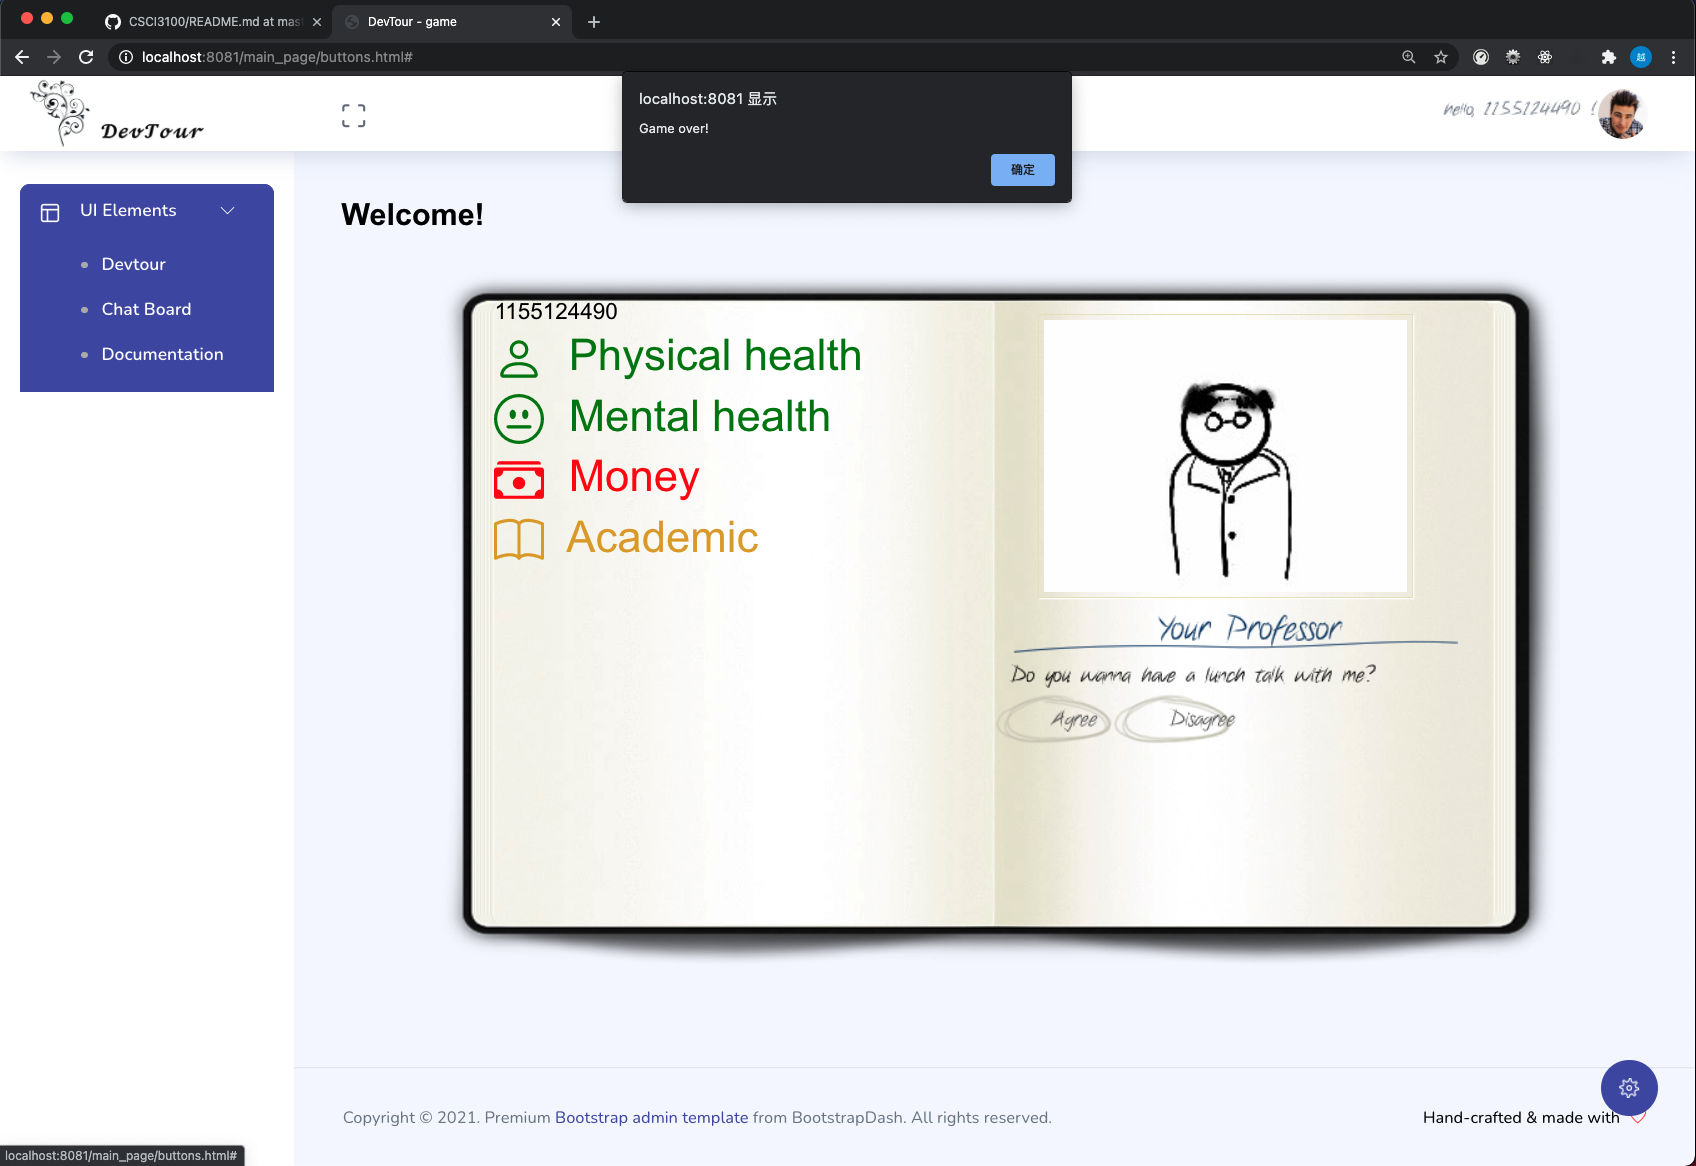 CSCI3100/README.md at mas
DevTour - game
localhost:8081/main_page/buttons.html#
DevTour
localhost:8081 显示
Game over!
确定
hello, 1155124490 !
越
UI Elements
Devtour
Chat Board
Documentation
Welcome!
1155124490
Physical health
Mental health
Money
Academic
Your Professor
Do you wanna have a lunch talk with me?
Agree
Disagree
Copyright © 2021. Premium Bootstrap admin template from BootstrapDash. All rights reserved.
Hand-crafted & made with
localhost:8081/main_page/buttons.html#